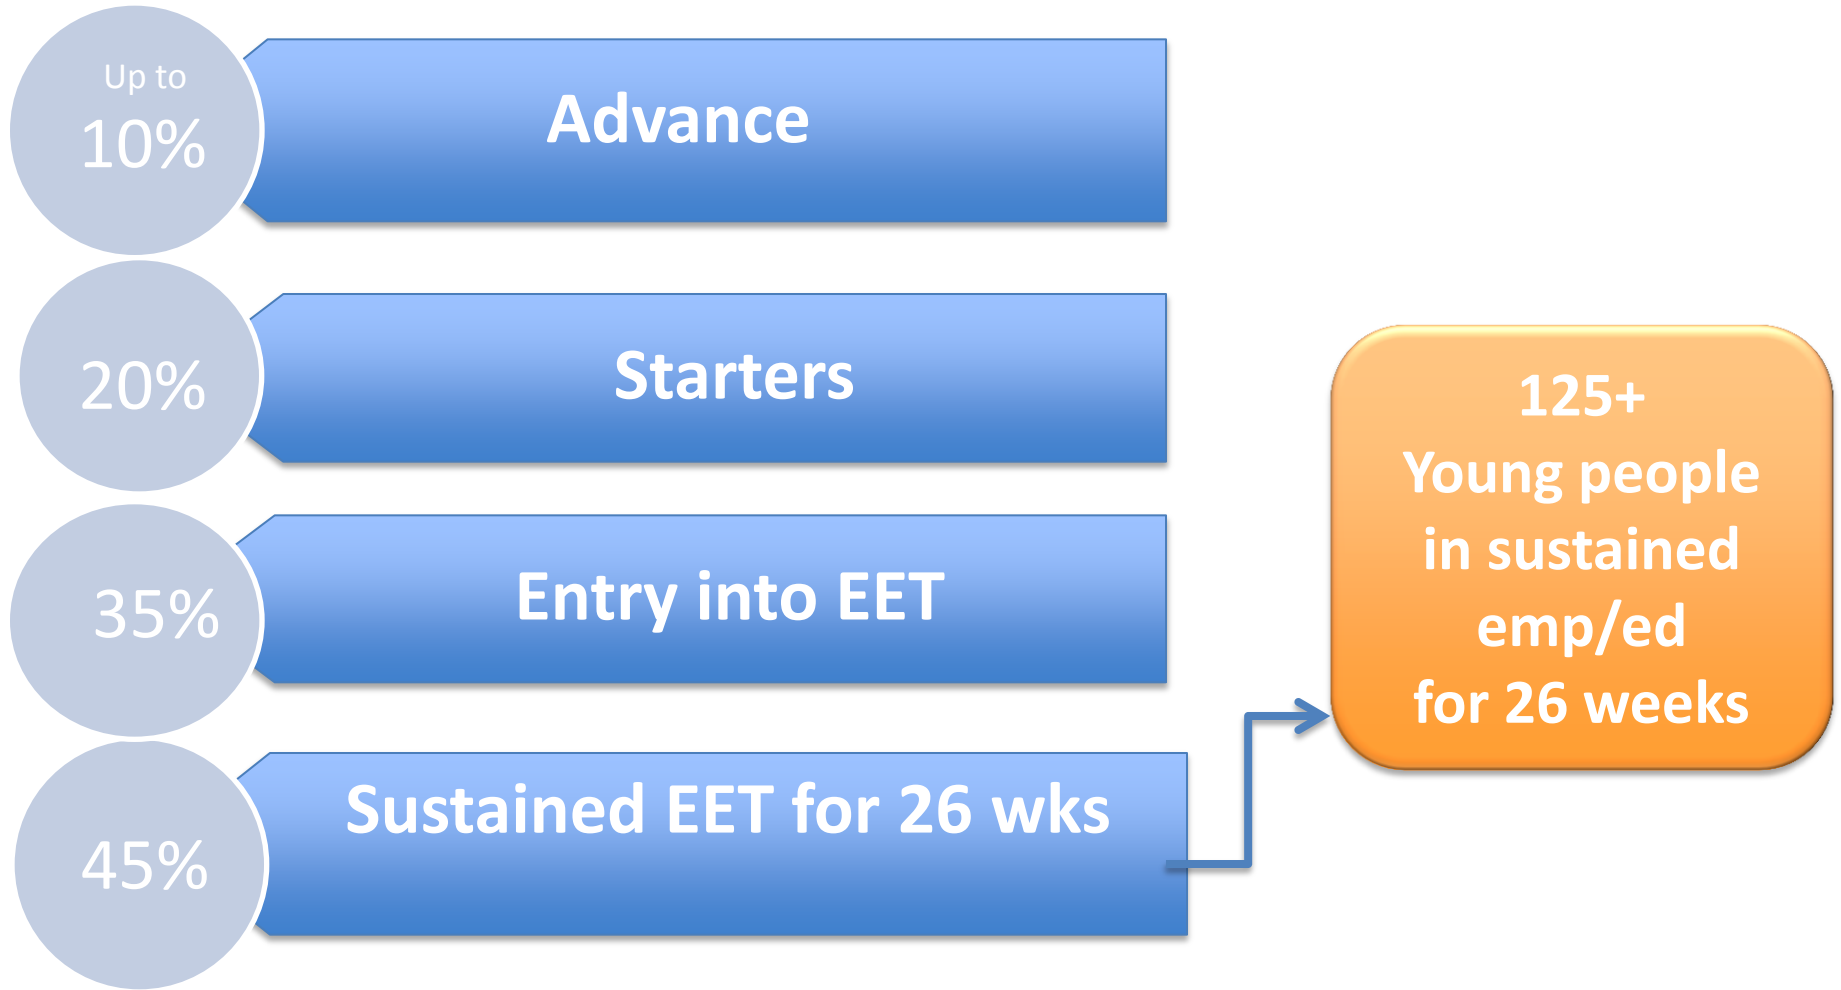 Up to
10%
Advance
20%
Starters
35%
Entry into EET
45%
Sustained EET for 26 wks
125+
Young people
in sustained
emp/ed
for 26 weeks